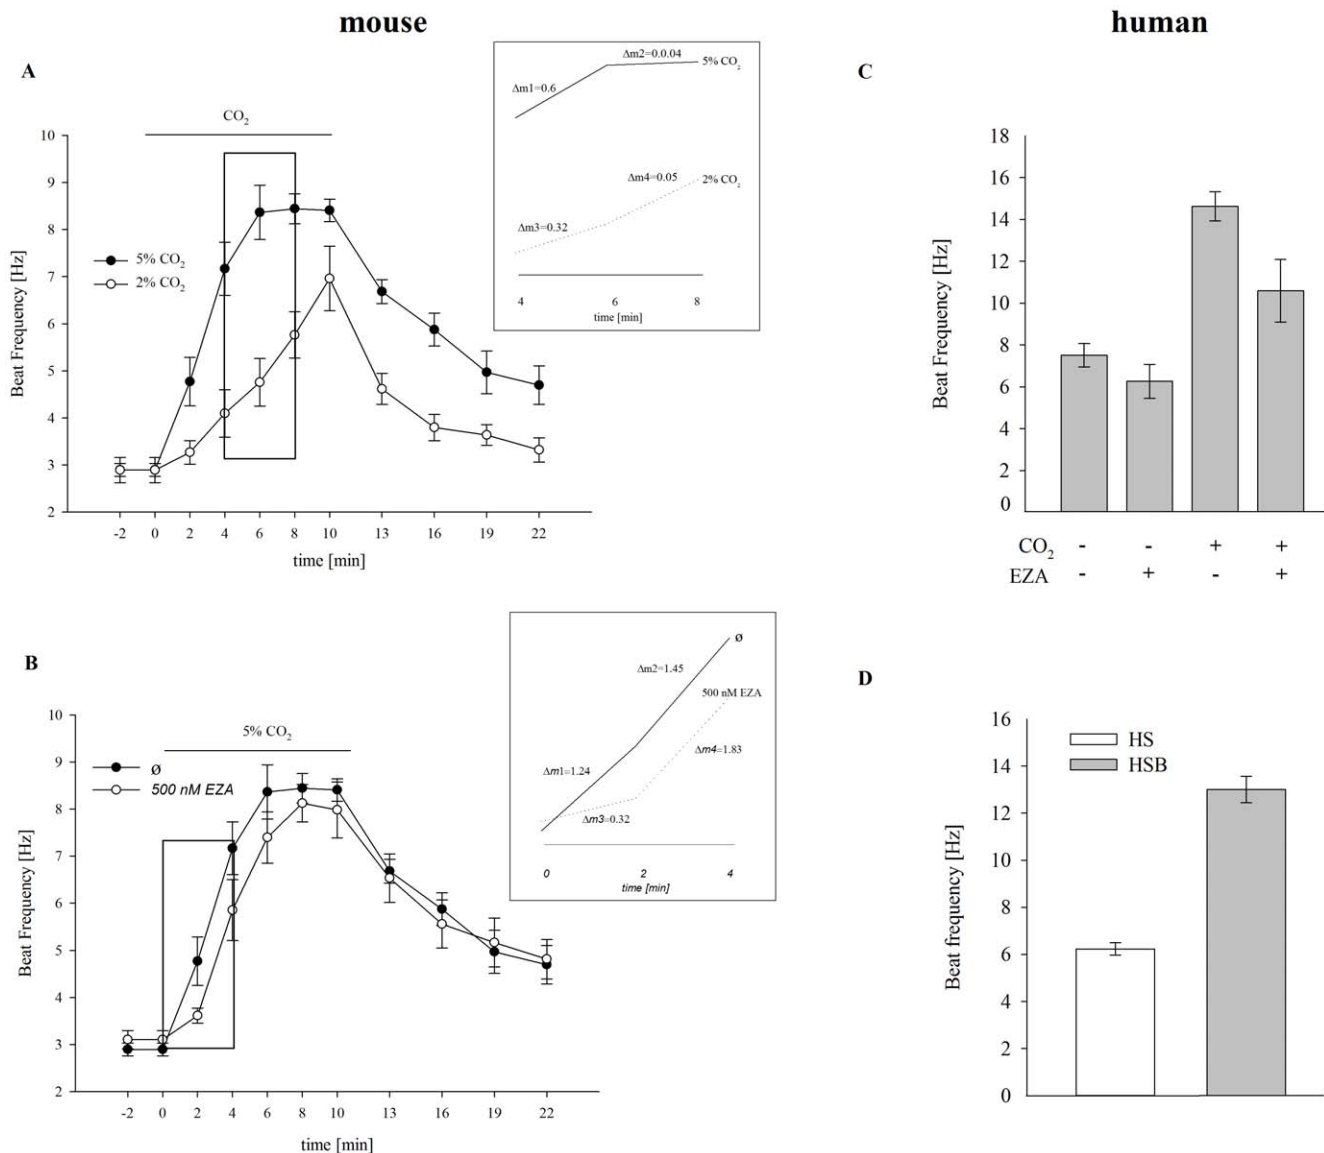 mouse
human
A
CO₂
10
9
8
7
6
5
4
3
2
Beat Frequency [Hz]
5% CO₂
2% CO₂
-2 0 2 4 6 8 10 13 16 19 22
time [min]
Δm1=0.6
Δm2=0.0.04
5% CO₂
Δm3=0.32
Δm4=0.05
2% CO₂
4 6 8
time [min]
C
18
16
14
12
10
8
6
4
2
0
Beat Frequency [Hz]
CO₂ - - + +
EZA - + - +
B
5% CO₂
10
9
8
7
6
5
4
3
2
Beat Frequency [Hz]
ø
500 nM EZA
-2 0 2 4 6 8 10 13 16 19 22
time [min]
ø
Δm2=1.45
500 nM EZA
Δm1=1.24
Δm4=1.83
Δm3=0.32
0 2 4
time [min]
D
16
14
12
10
8
6
4
2
0
Beat frequency [Hz]
HS
HSB